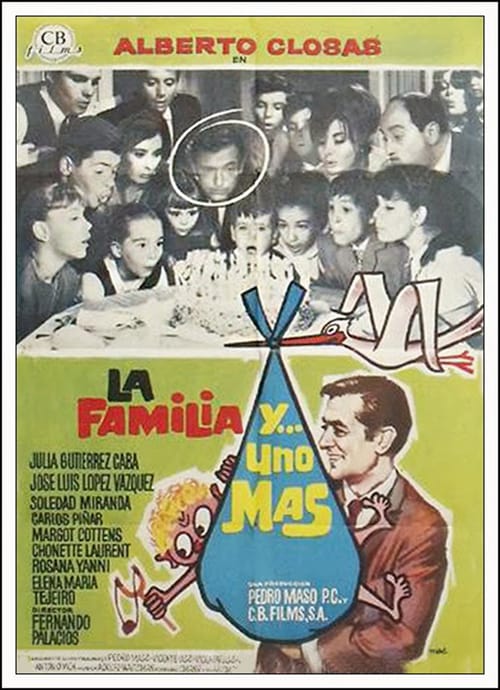 CB
films
ALBERTO CLOSAS
EN
LA
FAMILIA
Y...
uno
MAS
JULIA GUTIERREZ CABA
JOSE LUIS LOPEZ VAZQUEZ
SOLEDAD MIRANDA
CARLOS PIÑAR
MARGOT COTTENS
CHONETTE LAURENT
ROSANA YANNI
ELENA MARIA
TEJEIRO
DIRECTOR
FERNANDO
PALACIOS
UNA PRODUCCION
PEDRO MASO P.C. Y
C.B. FILMS, S.A.